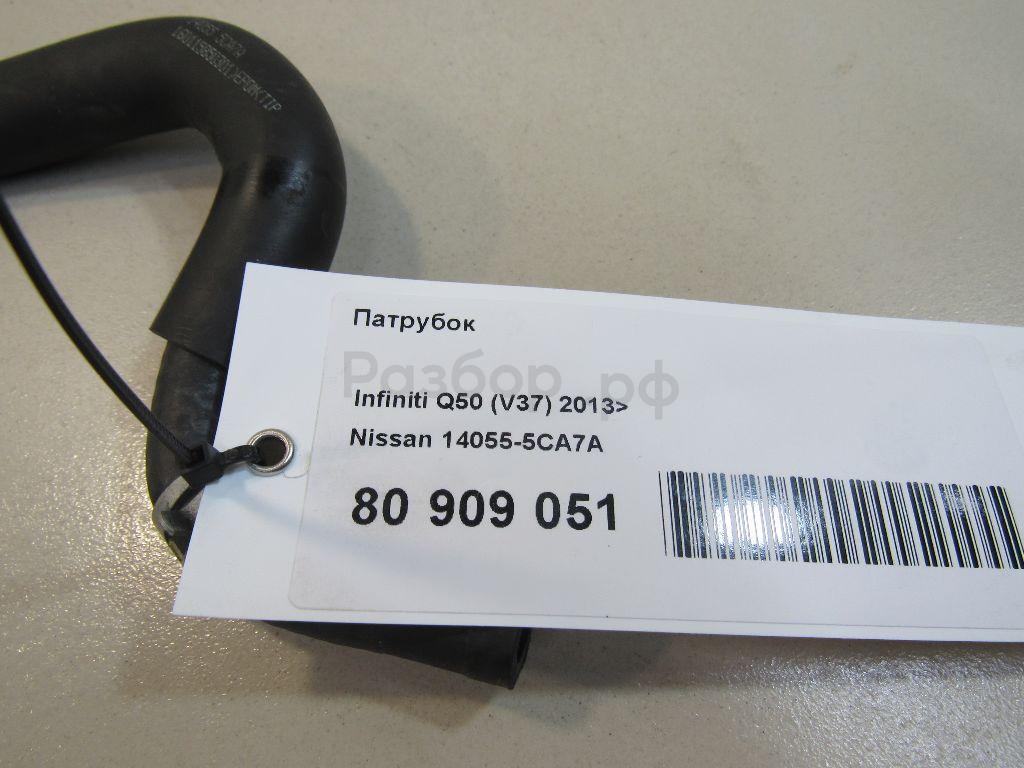 Патрубок
Разбор.рф
Infiniti Q50 (V37) 2013>
Nissan 14055-5CA7A
80 909 051